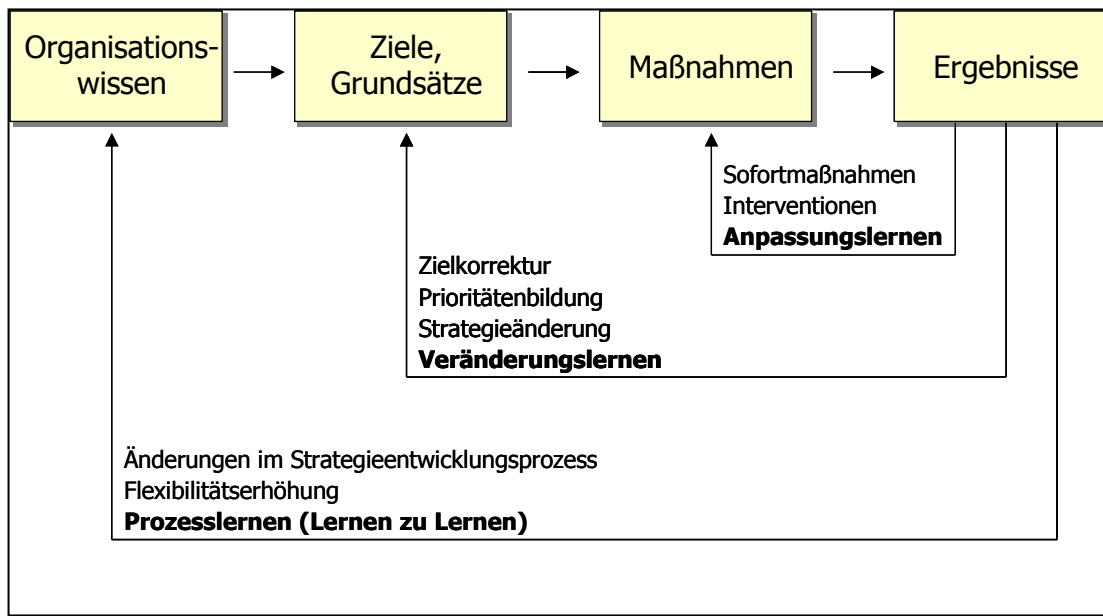 Organisations-
wissen
Ziele,
Grundsätze
Maßnahmen
Ergebnisse
Sofortmaßnahmen
Interventionen
Anpassungslernen
Zielkorrektur
Prioritätenbildung
Strategieänderung
Veränderungslernen
Änderungen im Strategieentwicklungsprozess
Flexibilitätserhöhung
Prozesslernen (Lernen zu Lernen)